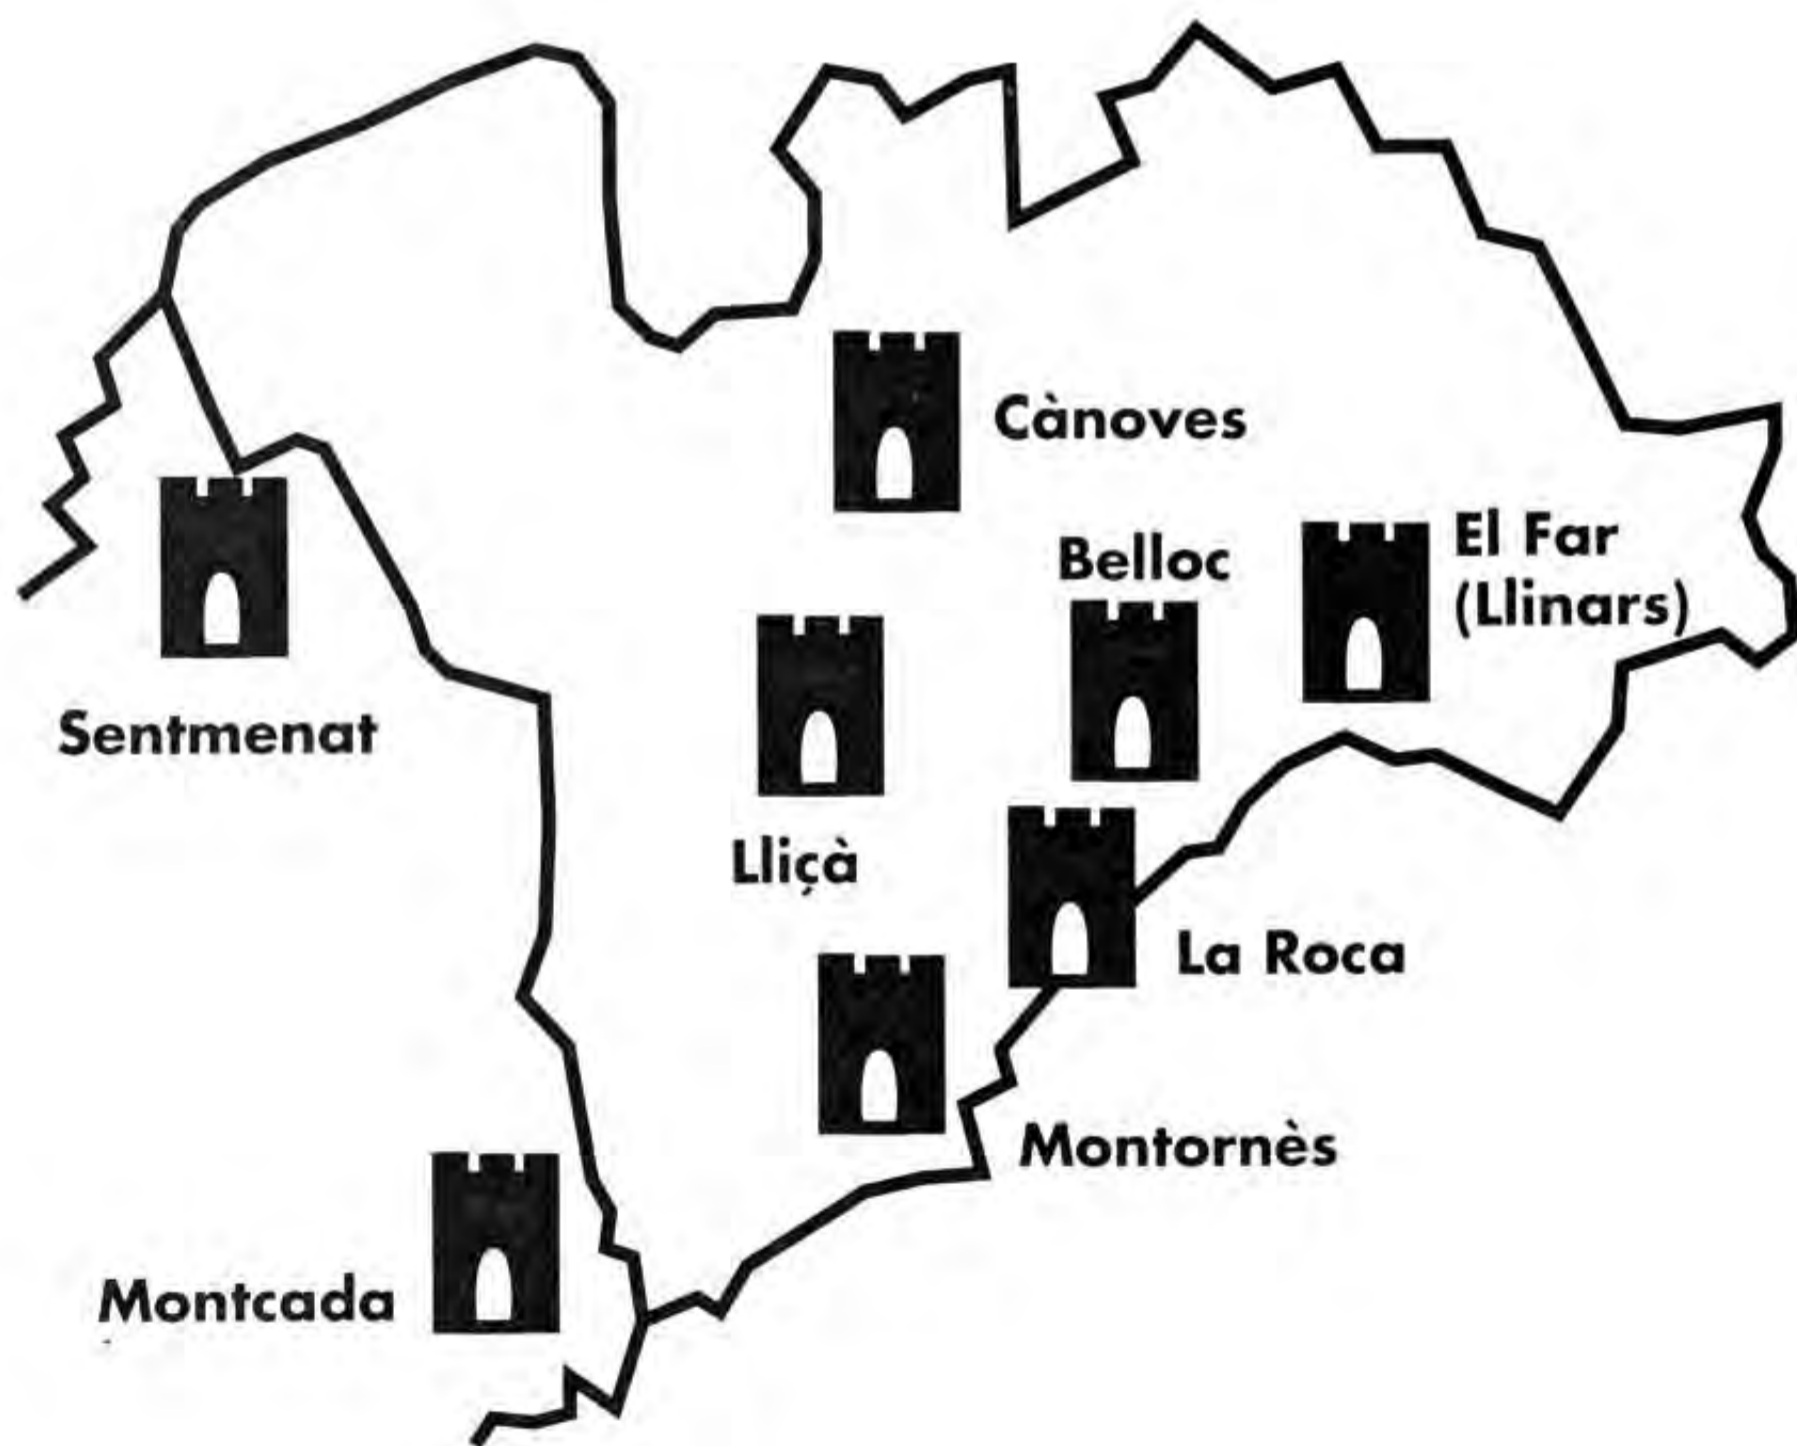 Cànoves
Belloc
El Far
(Llinars)
Sentmenat
Lliçà
La Roca
Montornès
Montcada